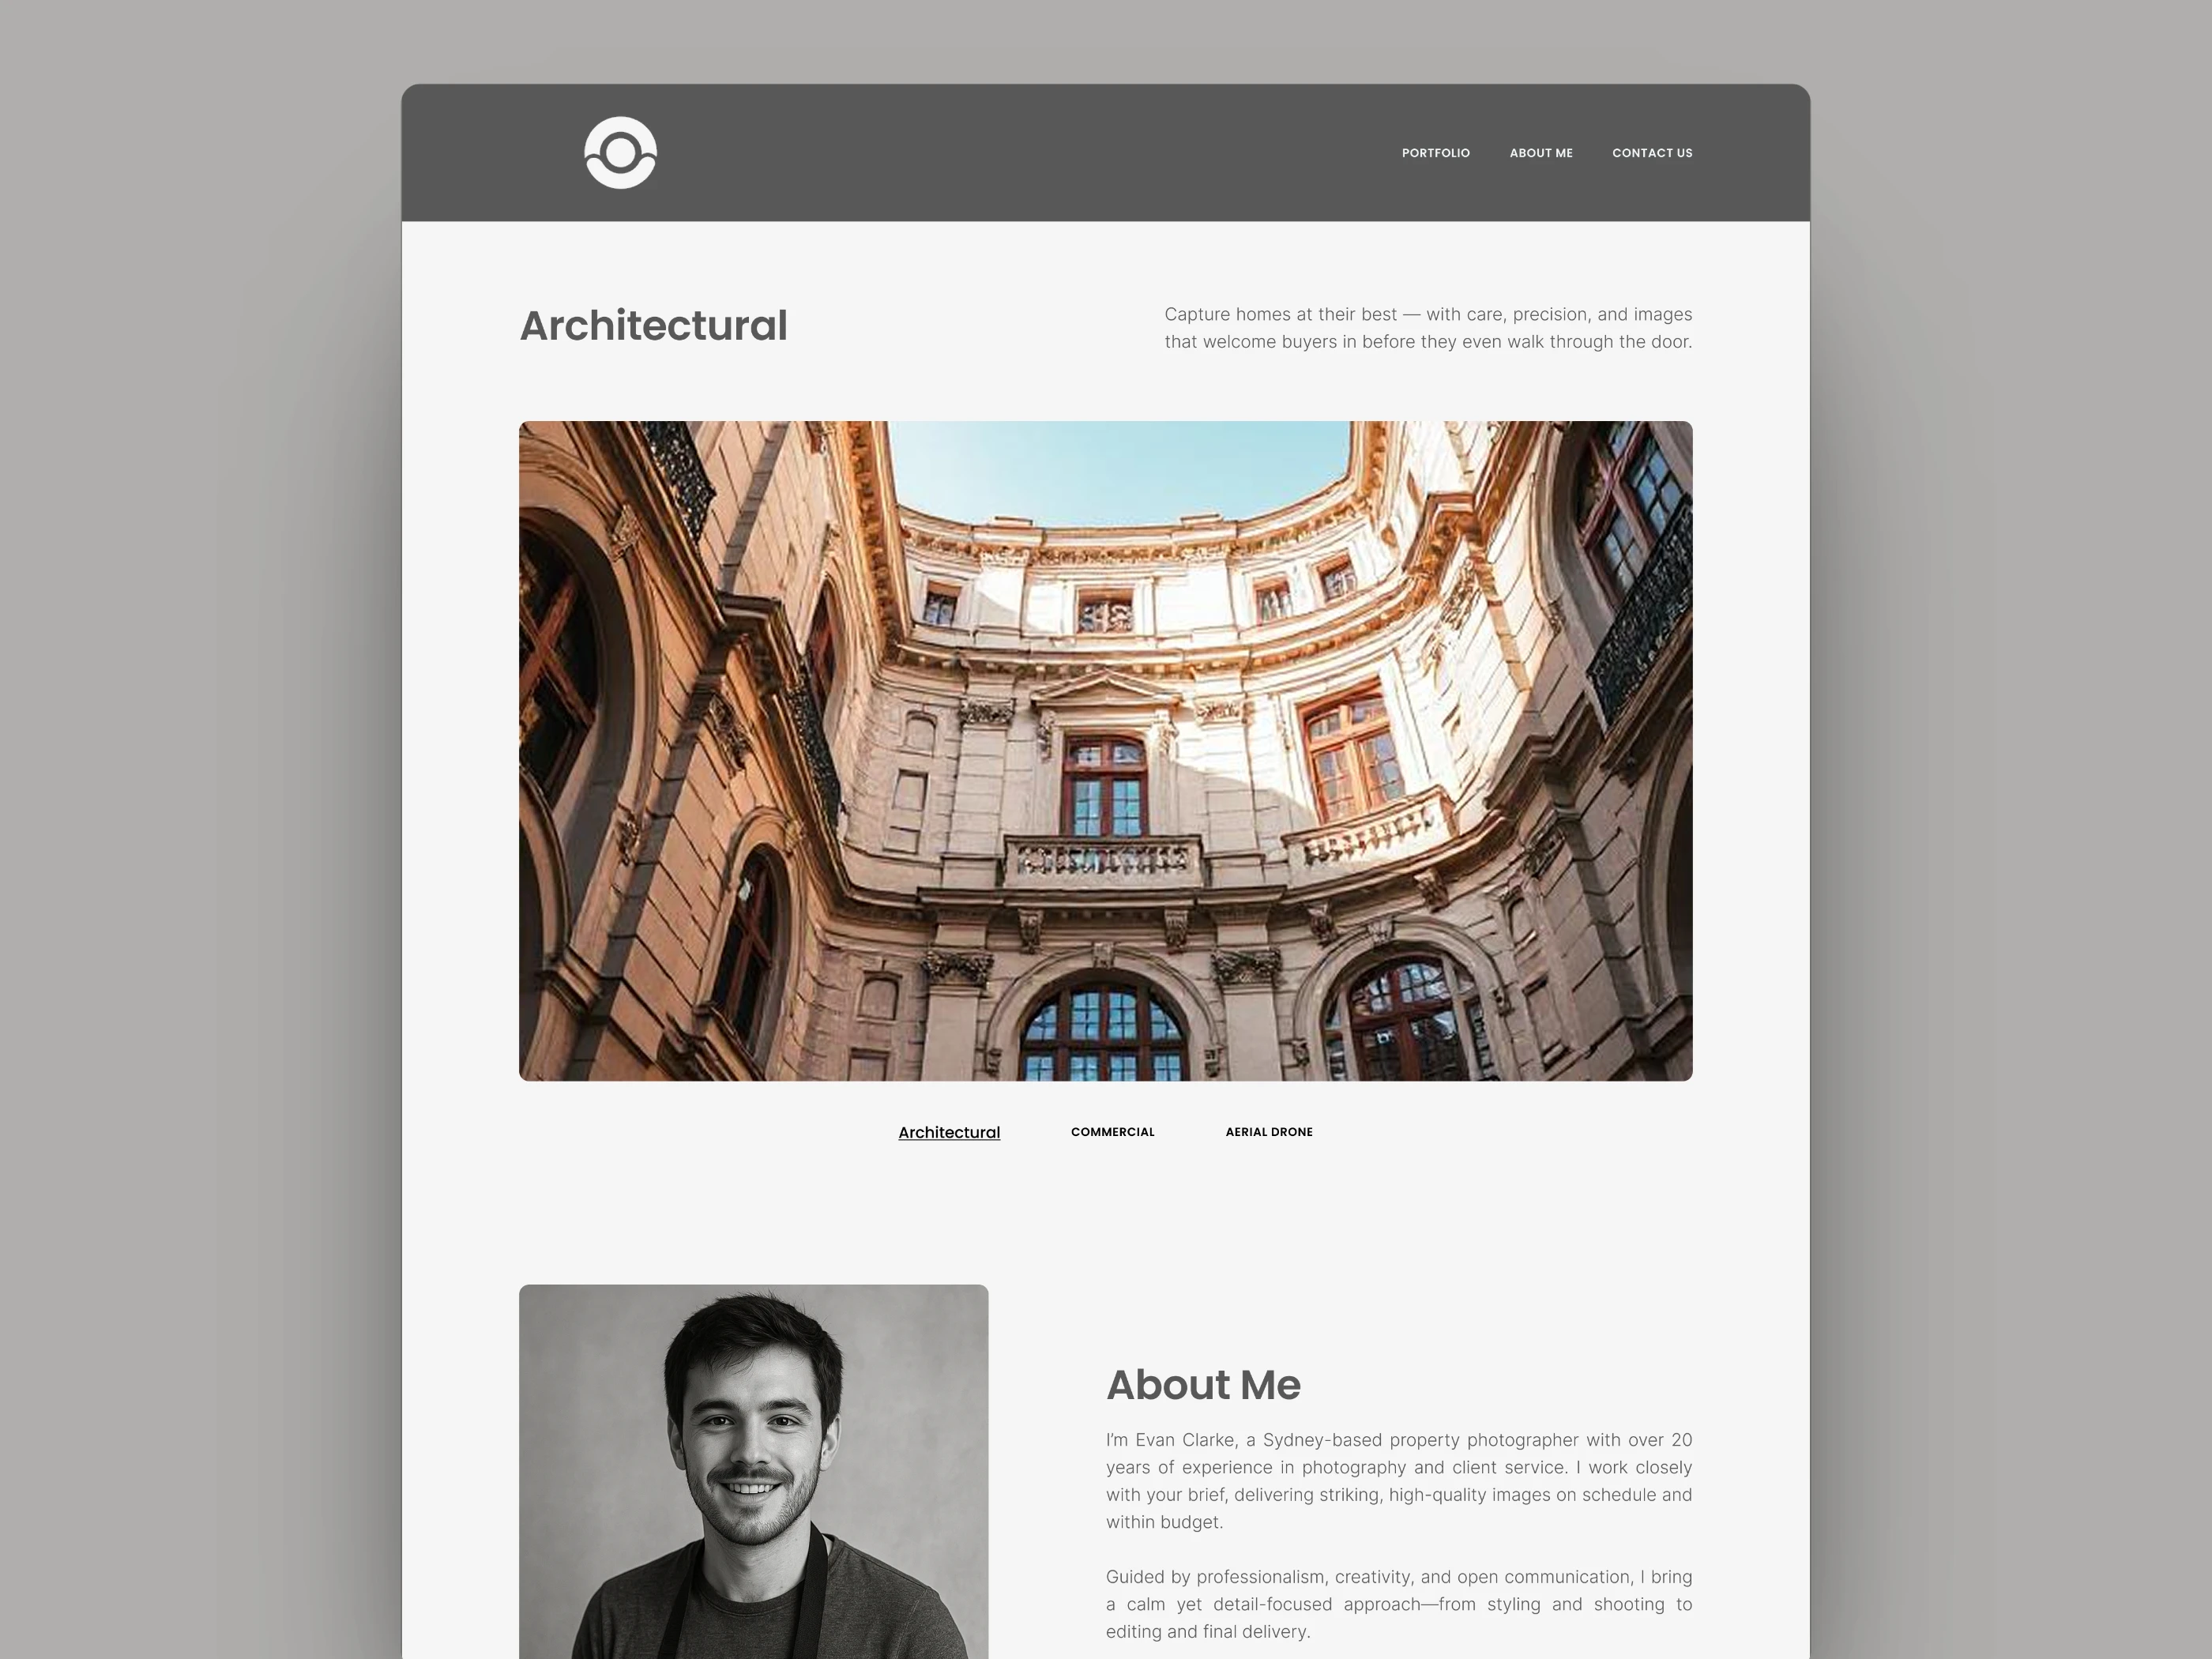 PORTFOLIO ABOUT ME CONTACT US
Architectural
Capture homes at their best — with care, precision, and images
that welcome buyers in before they even walk through the door.
Architectural COMMERCIAL AERIAL DRONE
About Me
I’m Evan Clarke, a Sydney-based property photographer with over 20
years of experience in photography and client service. I work closely
with your brief, delivering striking, high-quality images on schedule and
within budget.
Guided by professionalism, creativity, and open communication, I bring
a calm yet detail-focused approach—from styling and shooting to
editing and final delivery.